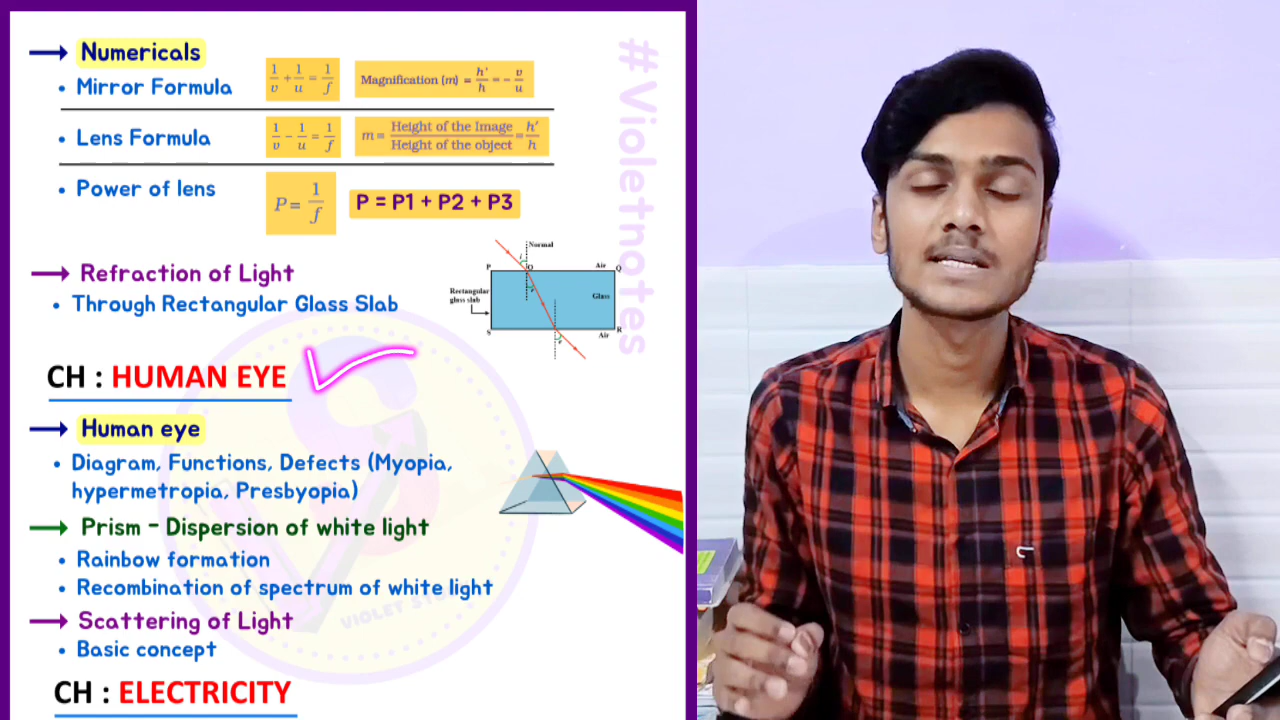 → Numericals
• Mirror Formula
1/v + 1/u = 1/f
Magnification (m) = h'/h = - v/u
• Lens Formula
1/v - 1/u = 1/f
m = Height of the Image/Height of the object = h'/h
• Power of lens
P = 1/f
P = P1 + P2 + P3
#Violetnotes
→ Refraction of Light
• Through Rectangular Glass Slab
Normal
i
P
O
Air
Q
Rectangular
glass slab
Glass
S
R
Air
CH : HUMAN EYE
→ Human eye
• Diagram, Functions, Defects (Myopia,
hypermetropia, Presbyopia)
→ Prism - Dispersion of white light
• Rainbow formation
• Recombination of spectrum of white light
→ Scattering of Light
• Basic concept
VIOLET
CH : ELECTRICITY